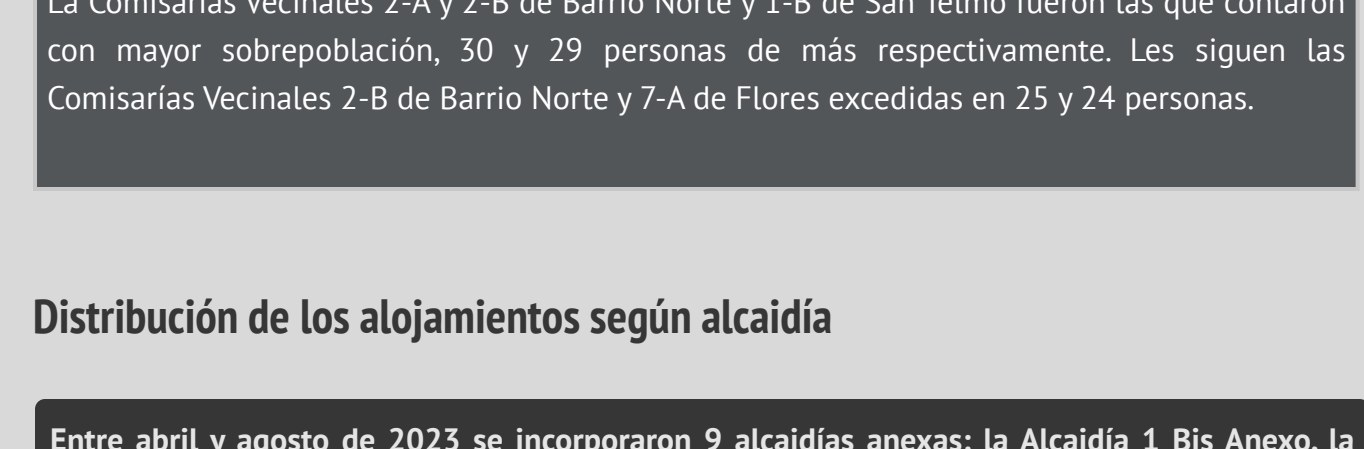 La Comisarías Vecinales 2-A y 2-B de Barrio Norte y 1-B de San Telmo fueron las que contaron
con mayor sobrepoblación, 30 y 29 personas de más respectivamente. Les siguen las
Comisarías Vecinales 2-B de Barrio Norte y 7-A de Flores excedidas en 25 y 24 personas.
Distribución de los alojamientos según alcaidía
Entre abril y agosto de 2023 se incorporaron 9 alcaidías anexas: la Alcaidía 1 Bis Anexo, la